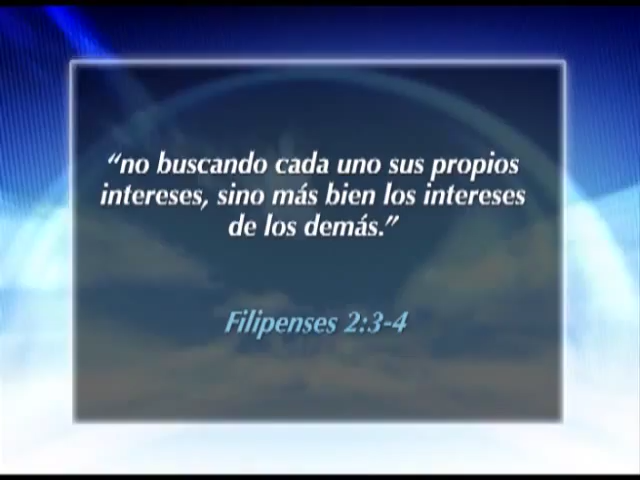 “no buscando cada uno sus propios
intereses, sino más bien los intereses
de los demás.”
Filipenses 2:3-4